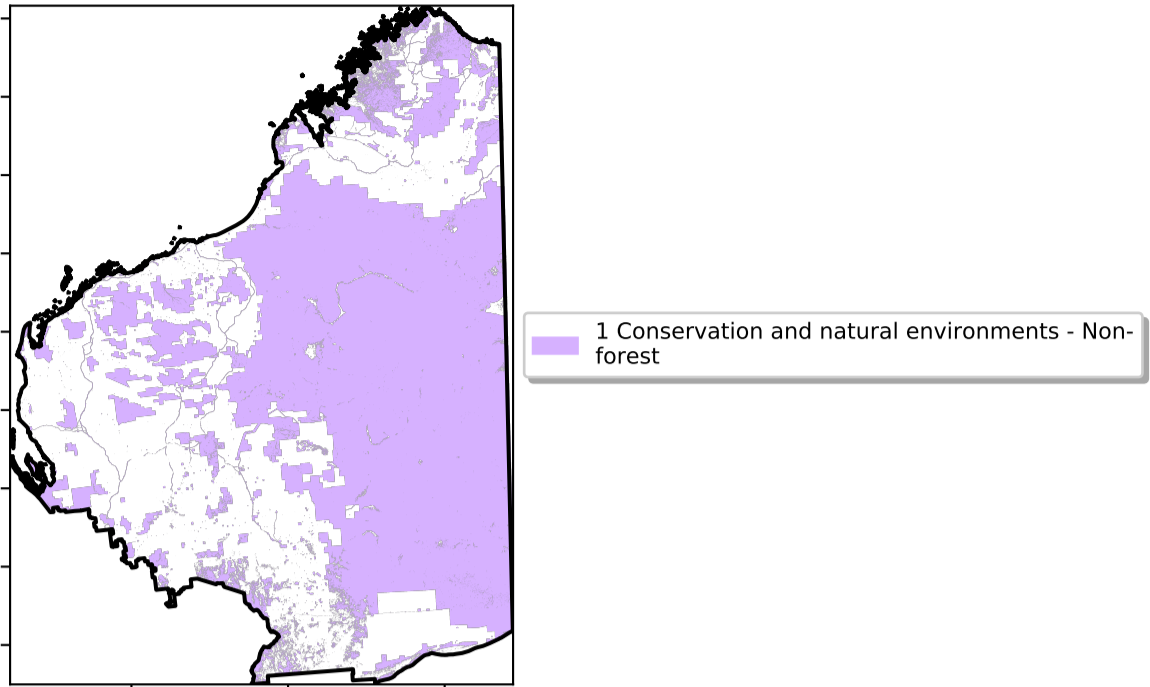 1 Conservation and natural environments - Non-
forest